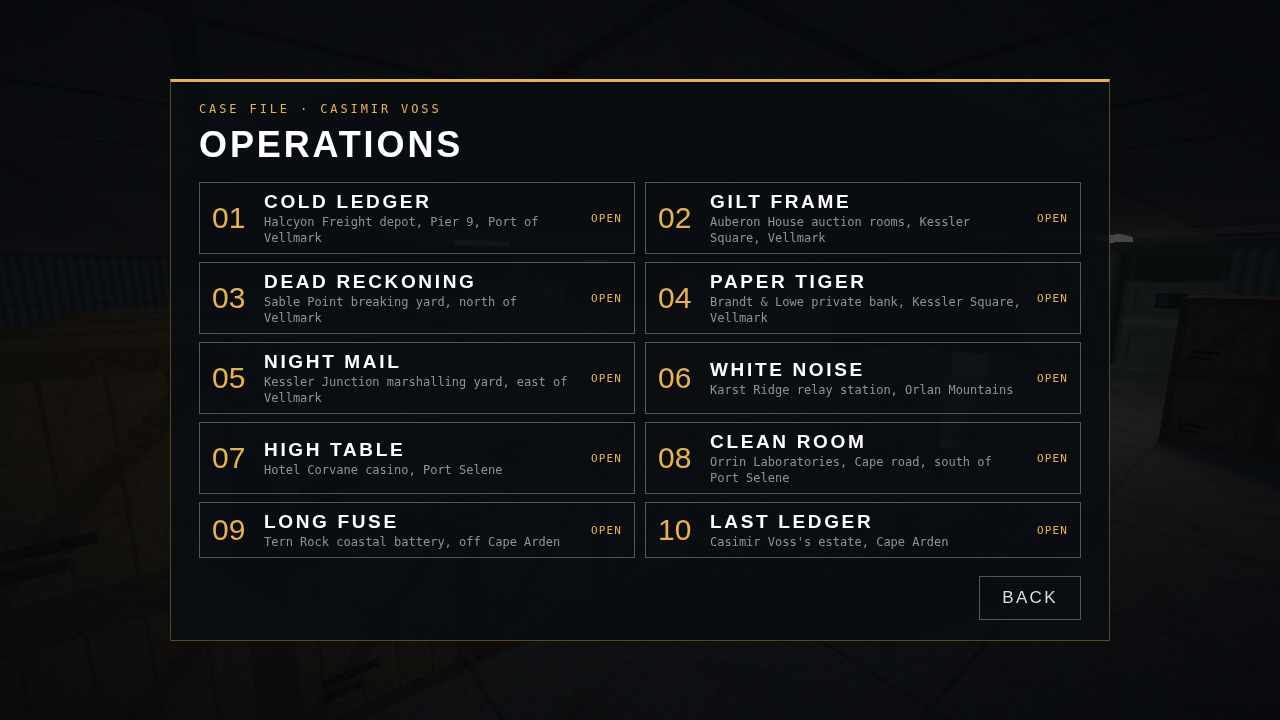 CASE FILE · CASIMIR VOSS
OPERATIONS
01
COLD LEDGER
Halcyon Freight depot, Pier 9, Port of
Vellmark
OPEN
02
GILT FRAME
Auberon House auction rooms, Kessler
Square, Vellmark
OPEN
03
DEAD RECKONING
Sable Point breaking yard, north of
Vellmark
OPEN
04
PAPER TIGER
Brandt & Lowe private bank, Kessler Square,
Vellmark
OPEN
05
NIGHT MAIL
Kessler Junction marshalling yard, east of
Vellmark
OPEN
06
WHITE NOISE
Karst Ridge relay station, Orlan Mountains
OPEN
07
HIGH TABLE
Hotel Corvane casino, Port Selene
OPEN
08
CLEAN ROOM
Orrin Laboratories, Cape road, south of
Port Selene
OPEN
09
LONG FUSE
Tern Rock coastal battery, off Cape Arden
OPEN
10
LAST LEDGER
Casimir Voss's estate, Cape Arden
OPEN
BACK